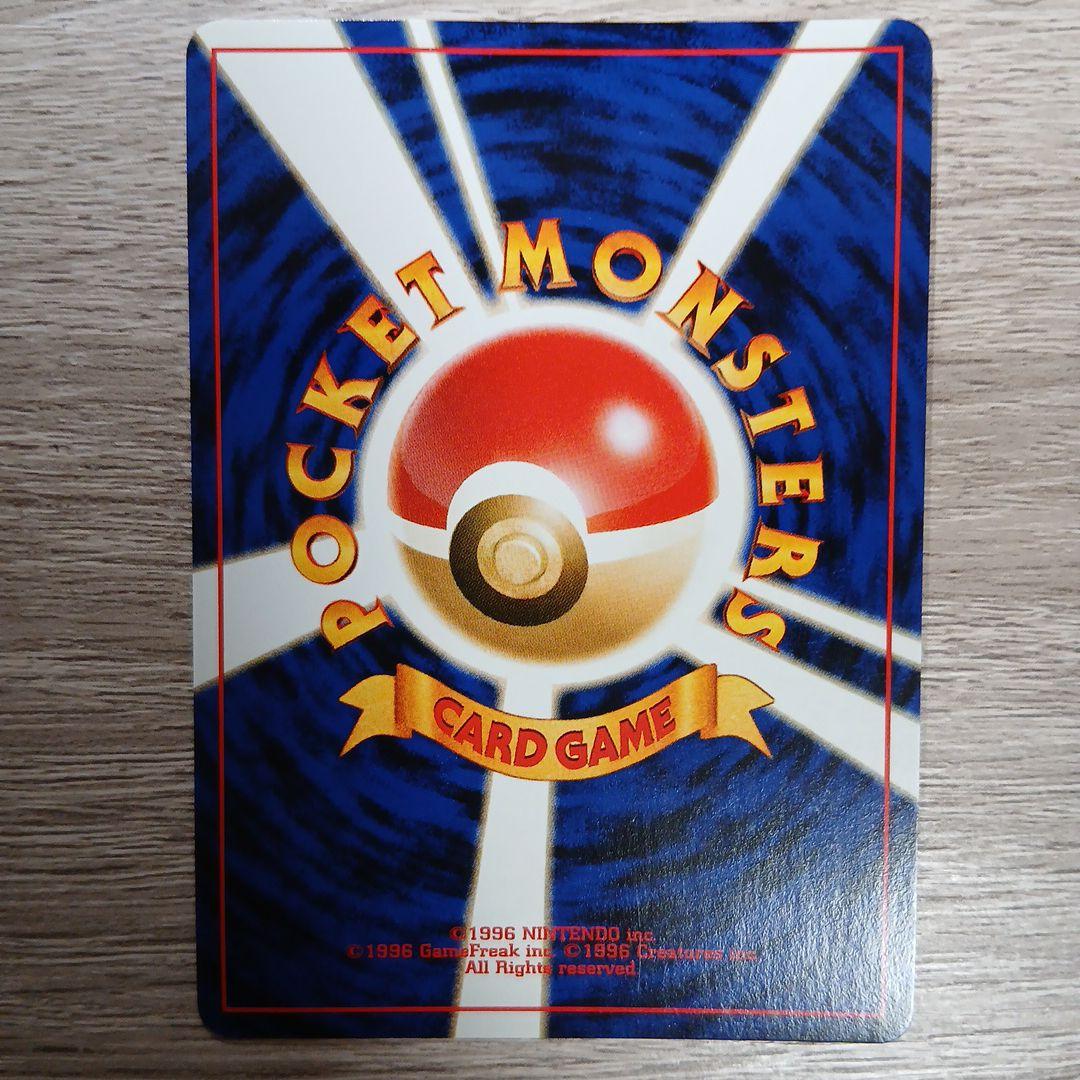 POCKET MONSTERS
CARD GAME
©1996 NINTENDO inc.
©1996 GameFreak inc. ©1996 Creatures inc.
All Rights reserved